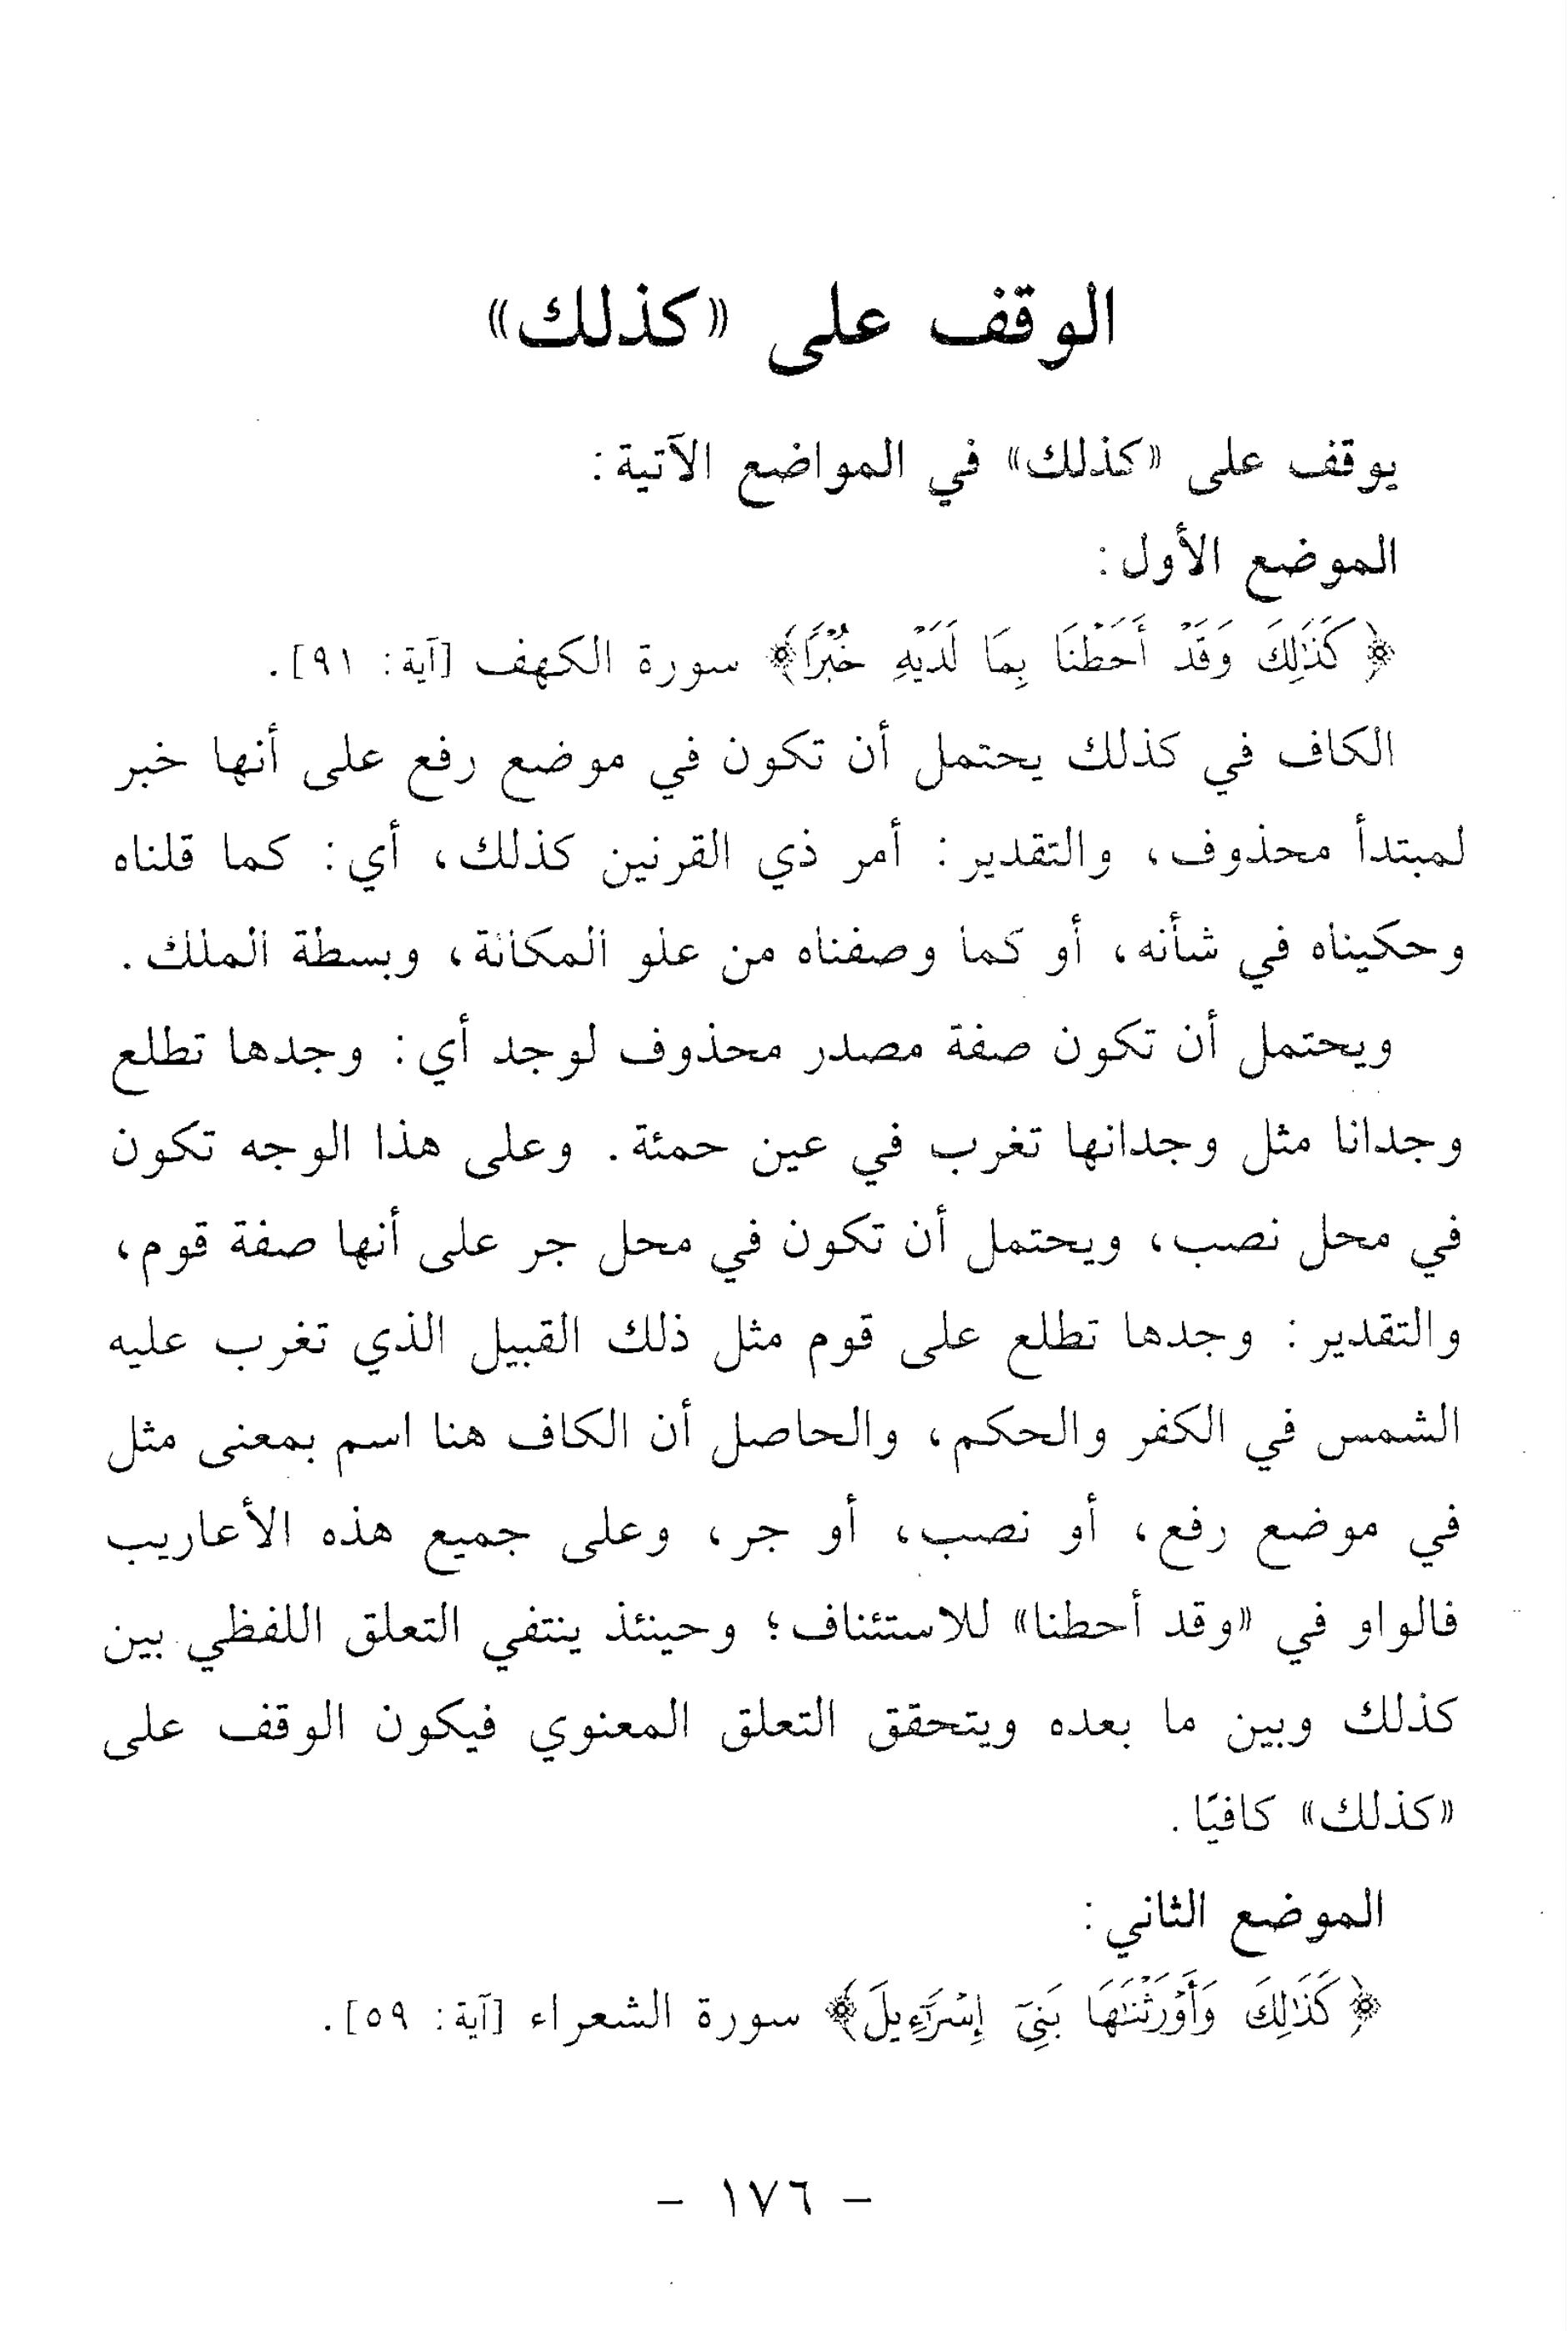 الوقف على «كذلك»
يوقف على «كذلك» في المواضع الآتية:
الموضع الأول:
﴿كَذَٰلِكَ وَقَدْ أَحَطْنَا بِمَا لَدَيْهِ خُبْرًا﴾ سورة الكهف [آية: ٩١].
الكاف في كذلك يحتمل أن تكون في موضع رفع على أنها خبر
لمبتدأ محذوف، والتقدير: أمر ذي القرنين كذلك، أي: كما قلناه
وحكيناه في شأنه، أو كما وصفناه من علو المكانة، وبسطة الملك.
ويحتمل أن تكون صفة مصدر محذوف لوجد أي: وجدها تطلع
وجدانا مثل وجدانها تغرب في عين حمئة. وعلى هذا الوجه تكون
في محل نصب، ويحتمل أن تكون في محل جر على أنها صفة قوم،
والتقدير: وجدها تطلع على قوم مثل ذلك القبيل الذي تغرب عليه
الشمس في الكفر والحكم، والحاصل أن الكاف هنا اسم بمعنى مثل
في موضع رفع، أو نصب، أو جر، وعلى جميع هذه الأعاريب
فالواو في «وقد أحطنا» للاستئناف؛ وحينئذ ينتفي التعلق اللفظي بين
كذلك وبين ما بعده ويتحقق التعلق المعنوي فيكون الوقف على
«كذلك» كافيًا.
الموضع الثاني:
﴿كَذَٰلِكَ وَأَوْرَثْنَٰهَا بَنِىٓ إِسْرَٰٓءِيلَ﴾ سورة الشعراء [آية: ٥٩].
- ١٧٦ -